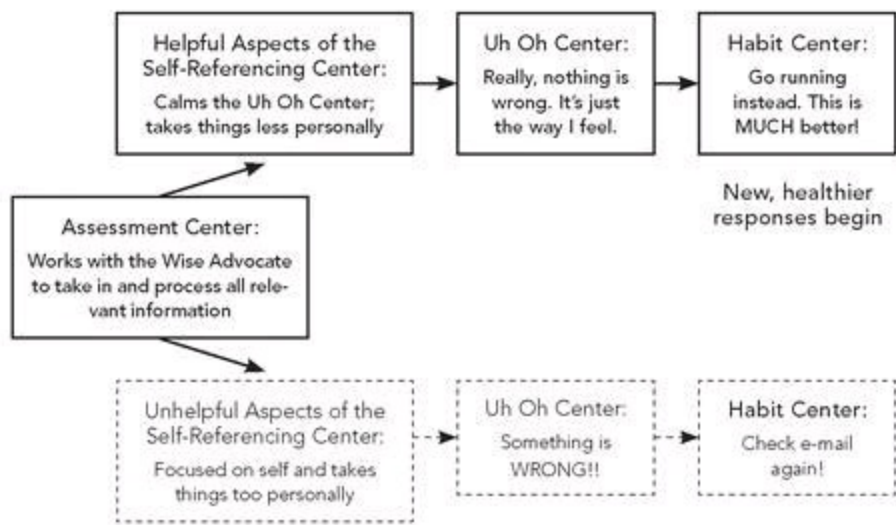 Helpful Aspects of the
Self-Referencing Center:
Calms the Uh Oh Center;
takes things less personally
Uh Oh Center:
Really, nothing is
wrong. It's just
the way I feel.
Habit Center:
Go running
instead. This is
MUCH better!
New, healthier
responses begin
Assessment Center:
Works with the Wise Advocate
to take in and process all rele-
vant information
Unhelpful Aspects of the
Self-Referencing Center:
Focused on self and takes
things too personally
Uh Oh Center:
Something is
WRONG!!
Habit Center:
Check e-mail
again!